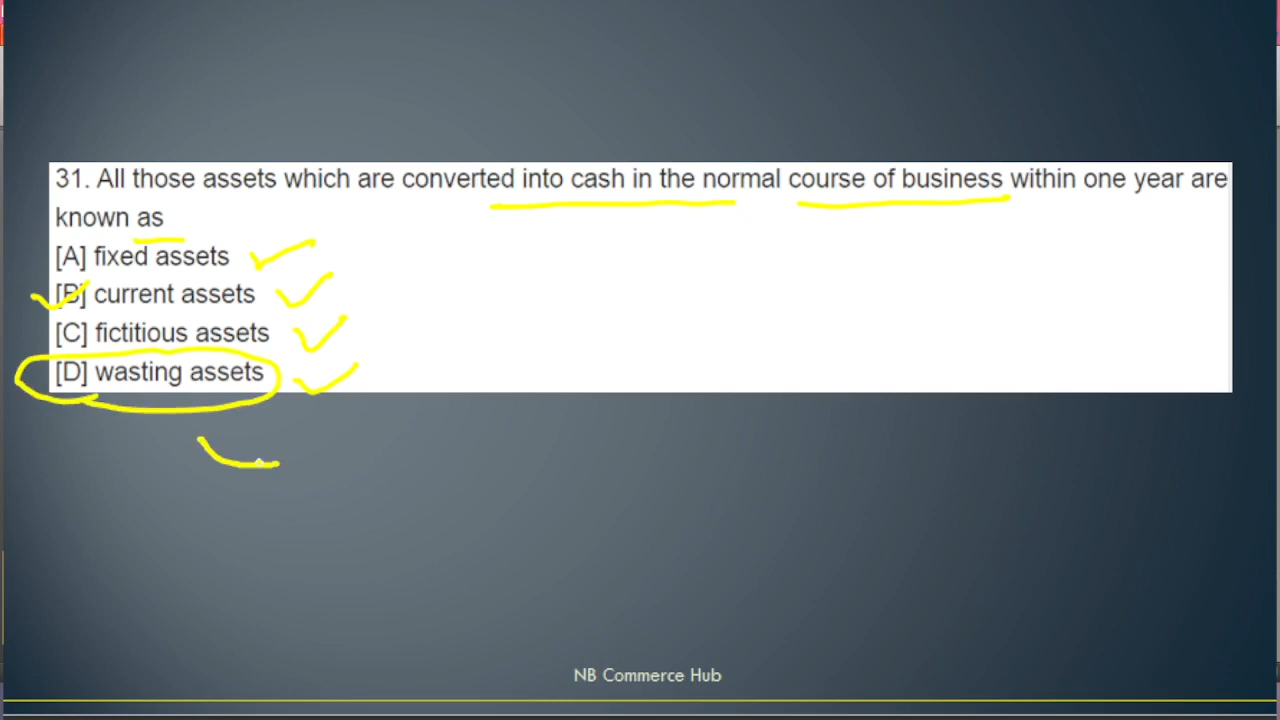 31. All those assets which are converted into cash in the normal course of business within one year are
known as
[A] fixed assets
[B] current assets
[C] fictitious assets
[D] wasting assets
NB Commerce Hub